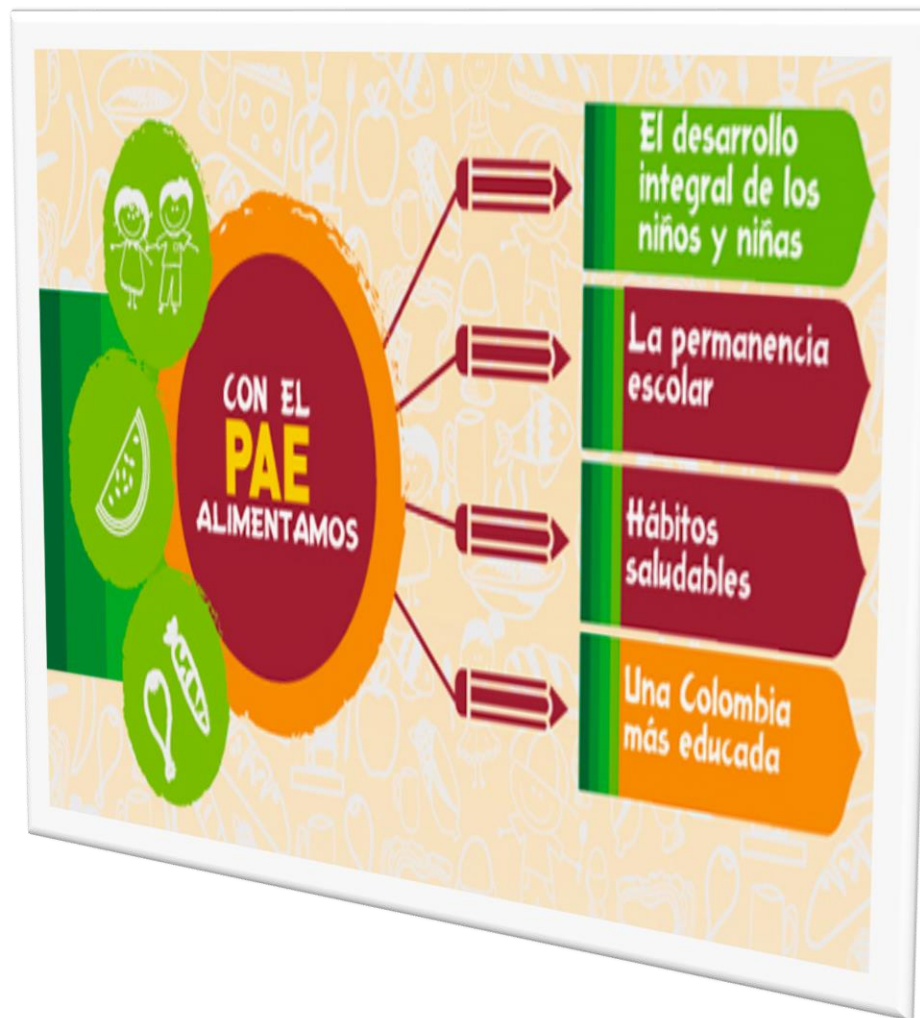 CON EL
PAE
ALIMENTAMOS
El desarrollo
integral de los
niños y niñas
La permanencia
escolar
Hábitos
saludables
Una Colombia
más educada